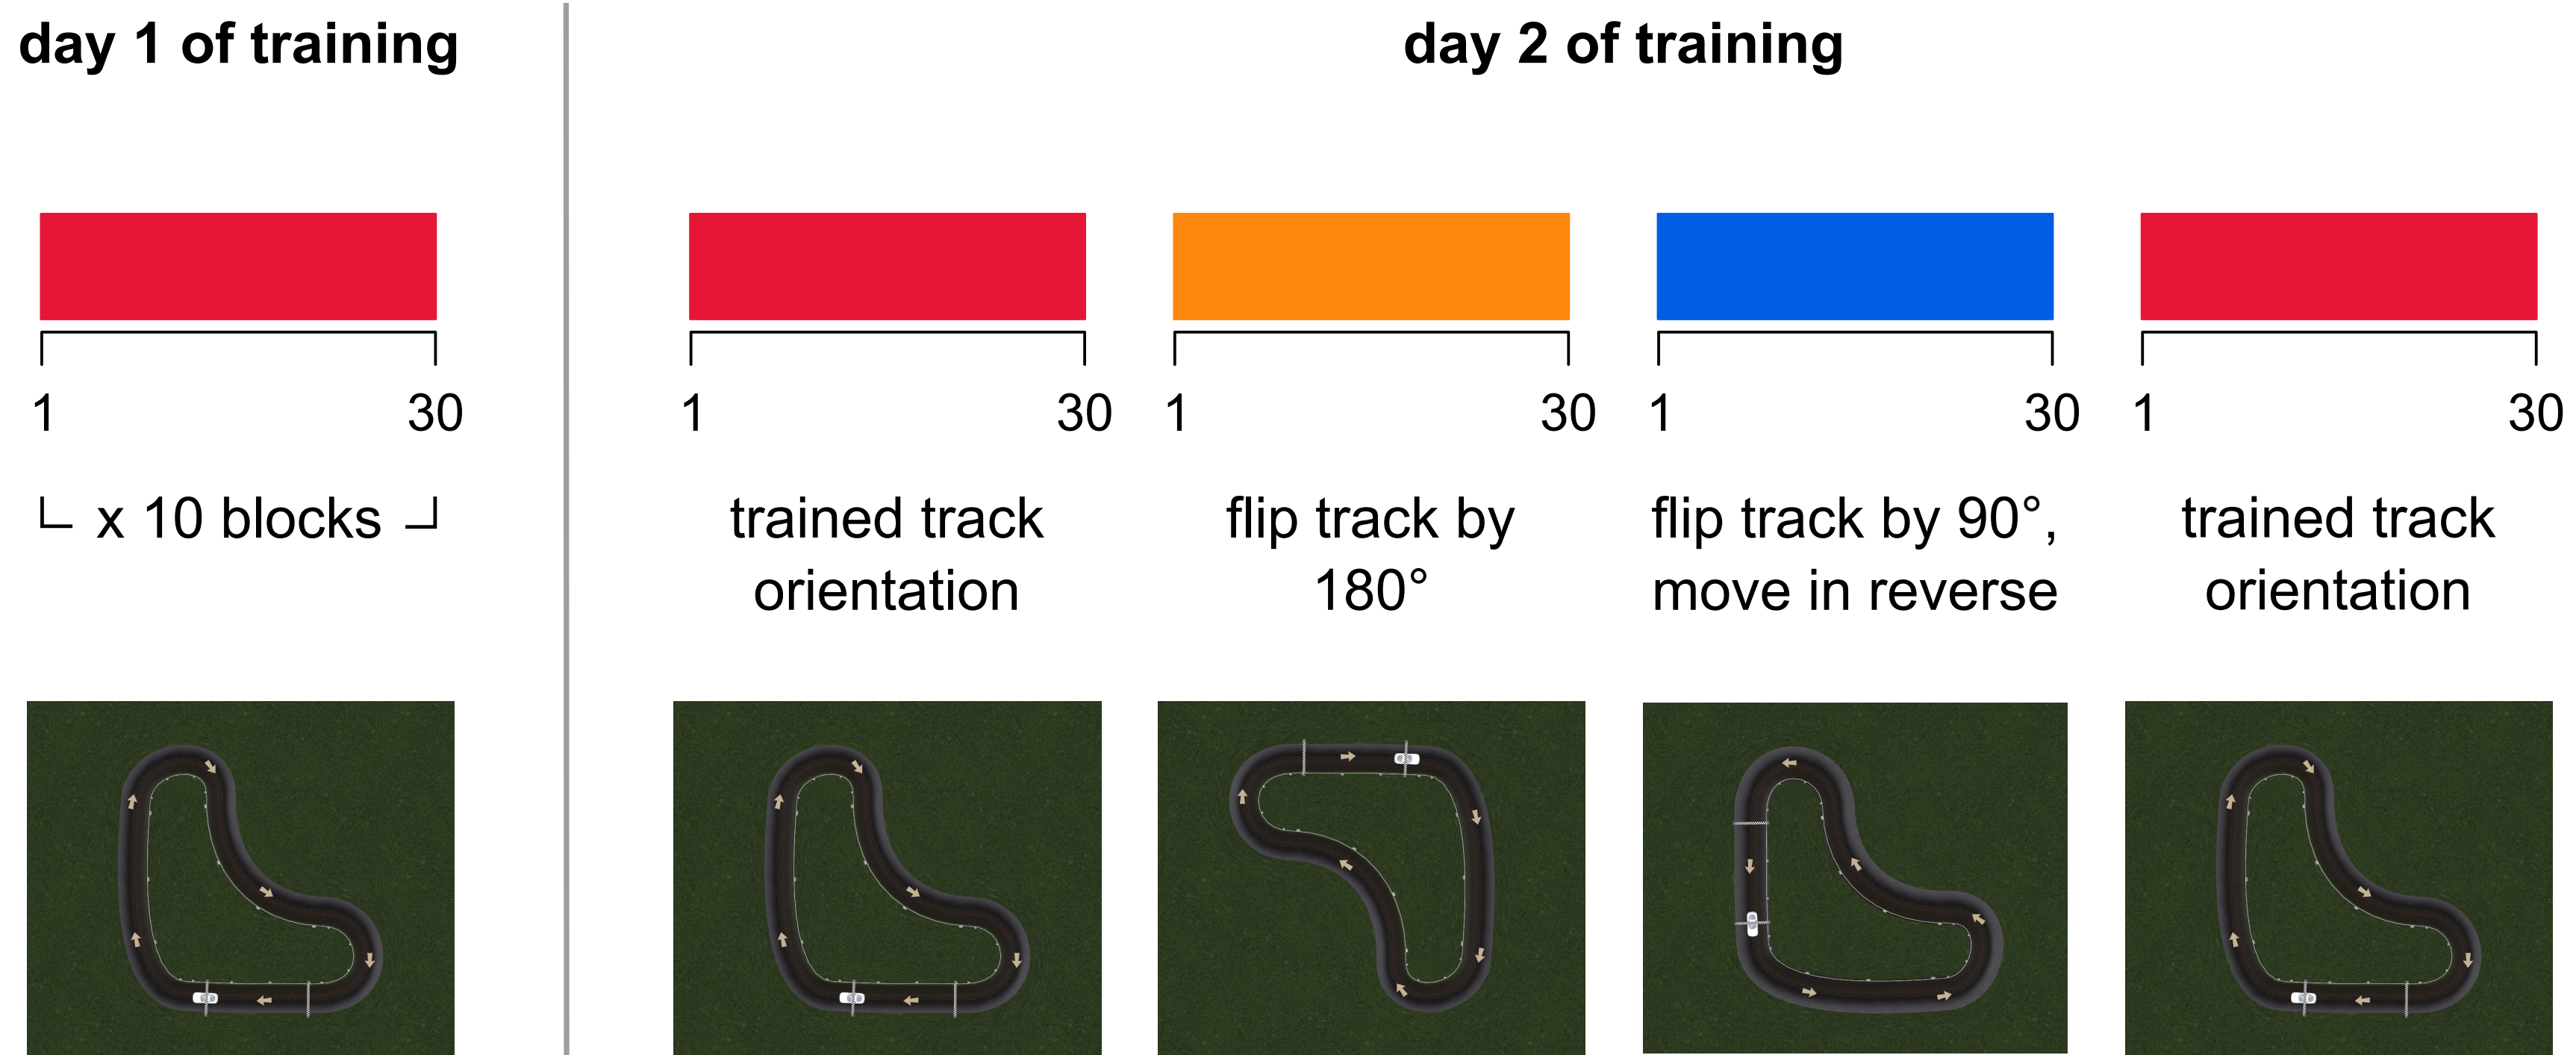 day 1 of training
day 2 of training
1 30
1 30
1 30
1 30
1 30
x 10 blocks
trained track
orientation
flip track by
180°
flip track by 90°,
move in reverse
trained track
orientation